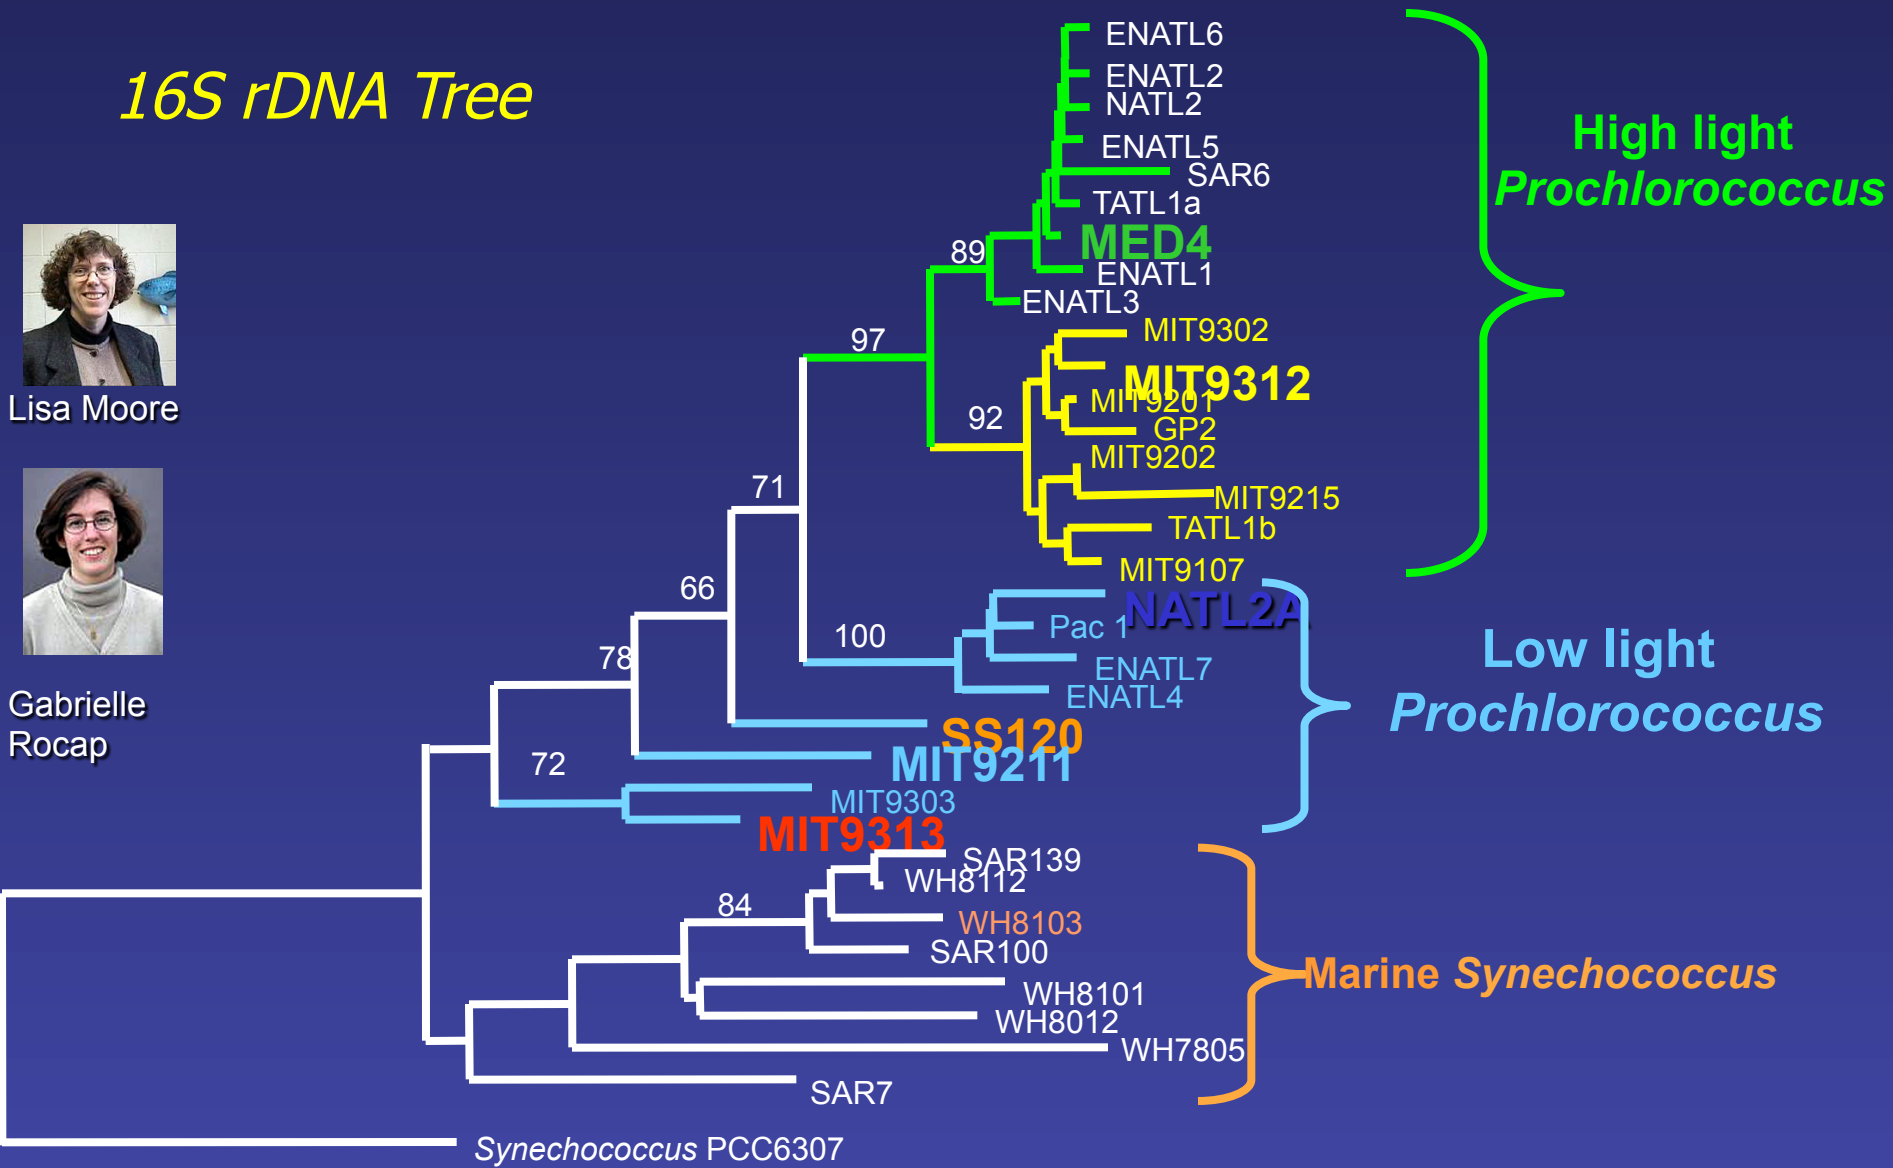 16S rDNA Tree
ENATL6
ENATL2
NATL2
ENATL5
SAR6
TATL1a
MED4
ENATL1
ENATL3
89
High light
Prochlorococcus
Lisa Moore
Gabrielle
Rocap
97
MIT9302
MIT9312
MIT9201
GP2
92
MIT9202
MIT9215
TATL1b
MIT9107
71
66
NATL2A
Pac 1
100
ENATL7
ENATL4
Low light
Prochlorococcus
78
SS120
MIT9211
72
MIT9303
MIT9313
SAR139
WH8112
84
WH8103
SAR100
Marine Synechococcus
WH8101
WH8012
WH7805
SAR7
Synechococcus PCC6307